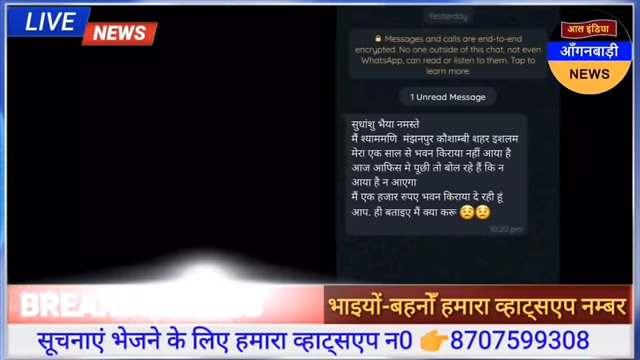 LIVE
NEWS
Yesterday
🔒 Messages and calls are end-to-end
encrypted. No one outside of this chat, not even
WhatsApp, can read or listen to them. Tap to
learn more.
1 Unread Message
सुधांशु भैया नमस्ते
मैं श्याममणि मंझनपुर कौशाम्बी शहर इशलम
मेरा एक साल से भवन किराया नहीं आया है
आज आफिस मे पूछी तो बोल रहे हैं कि न
आया है न आएगा
मैं एक हजार रुपए भवन किराया दे रही हूं
आप. ही बताइए मैं क्या करू 😟😟
10:20 pm
आल इंडिया
आँगनबाड़ी
NEWS
भाइयों-बहनोँ हमारा व्हाट्सएप नम्बर
सूचनाएं भेजने के लिए हमारा व्हाट्सएप न0 👉8707599308